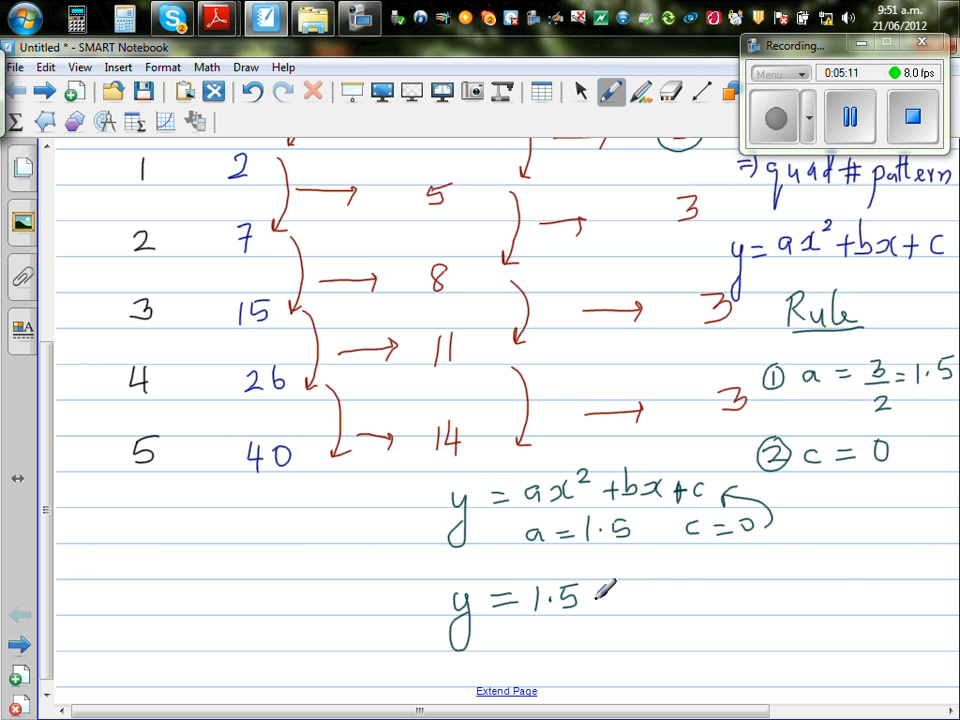 9:51 a.m.
21/06/2012
Untitled * - SMART Notebook
File Edit View Insert Format Math Draw Help
Recording...
Menu 0:05:11 8.0 fps
1 2
5 3
⇒ quad # pattern
2 7
y = ax² + bx + c
8
3 15
3
Rule
11
4 26
① a = 3/2 = 1.5
3
14
5 40
② c = 0
y = ax² + bx + c
a = 1.5 c = 0
y = 1.5
Extend Page